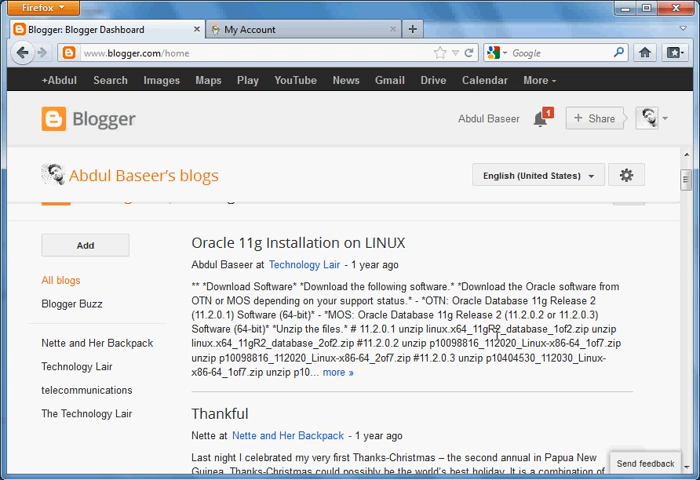 Firefox
Blogger: Blogger Dashboard
My Account
www.blogger.com/home
Google
+Abdul Search Images Maps Play YouTube News Gmail Drive Calendar More
Blogger
Abdul Baseer
1
+ Share
Abdul Baseer's blogs
English (United States)
Add
All blogs
Blogger Buzz
Nette and Her Backpack
Technology Lair
telecommunications
The Technology Lair
Oracle 11g Installation on LINUX
Abdul Baseer at Technology Lair - 1 year ago
** *Download Software* *Download the following software.* *Download the Oracle software from
OTN or MOS depending on your support status.* - *OTN: Oracle Database 11g Release 2
(11.2.0.1) Software (64-bit)* - *MOS: Oracle Database 11g Release 2 (11.2.0.2 or 11.2.0.3)
Software (64-bit)* *Unzip the files.* # 11.2.0.1 unzip linux.x64_11gR2_database_1of2.zip unzip
linux.x64_11gR2_database_2of2.zip #11.2.0.2 unzip p10098816_112020_Linux-x86-64_1of7.zip
unzip p10098816_112020_Linux-x86-64_2of7.zip #11.2.0.3 unzip p10404530_112030_Linux-
x86-64_1of7.zip unzip p10... more »
Thankful
Nette at Nette and Her Backpack - 1 year ago
Last night I celebrated my very first Thanks-Christmas – the second annual in Papua New
Guinea. Thanks-Christmas could possibly be the world's best holiday. It is a combination of
Send feedback